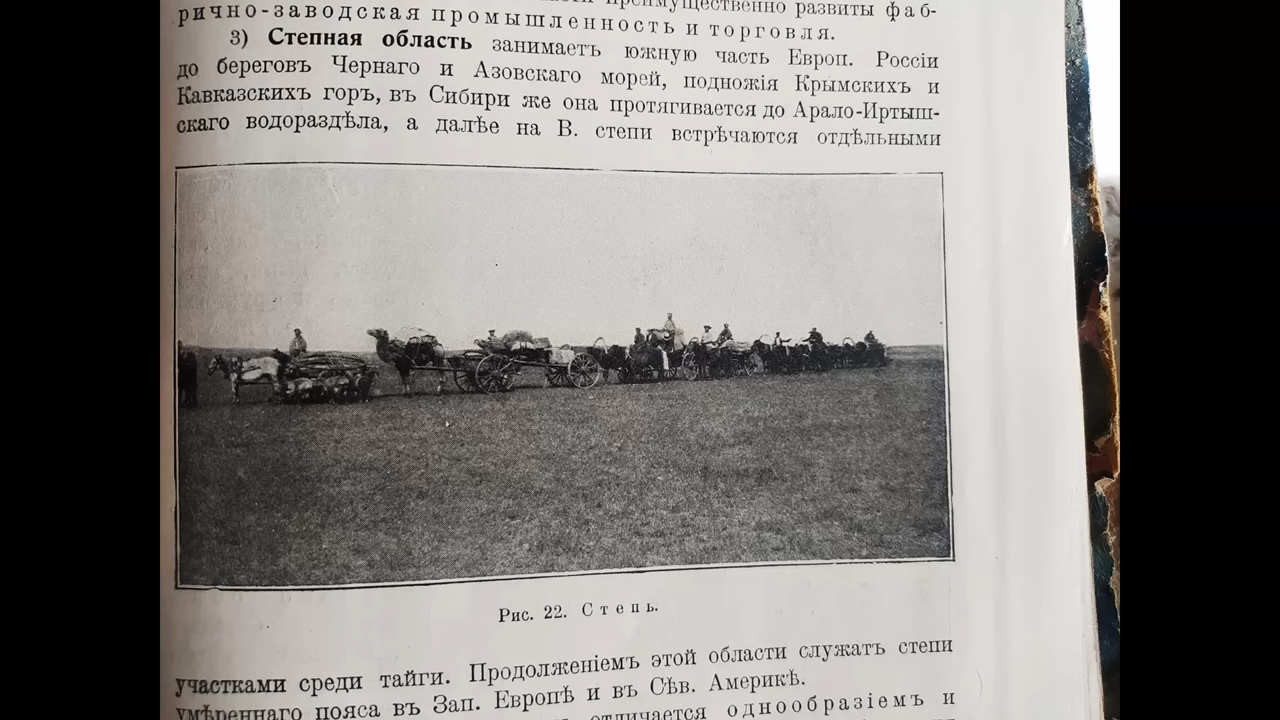 преимущественно развиты фаб-
рично-заводская промышленность и торговля.
3) Степная область занимаетъ южную часть Европ. Россіи
до береговъ Чернаго и Азовскаго морей, подножія Крымскихъ и
Кавказскихъ горъ, въ Сибири же она протягивается до Арало-Иртыш-
скаго водораздѣла, а далѣе на В. степи встрѣчаются отдѣльными
Рис. 22. Степь.
участками среди тайги. Продолженіемъ этой области служатъ степи
умѣреннаго пояса въ Зап. Европѣ и въ Сѣв. Америкѣ.
отличается однообразіемъ и